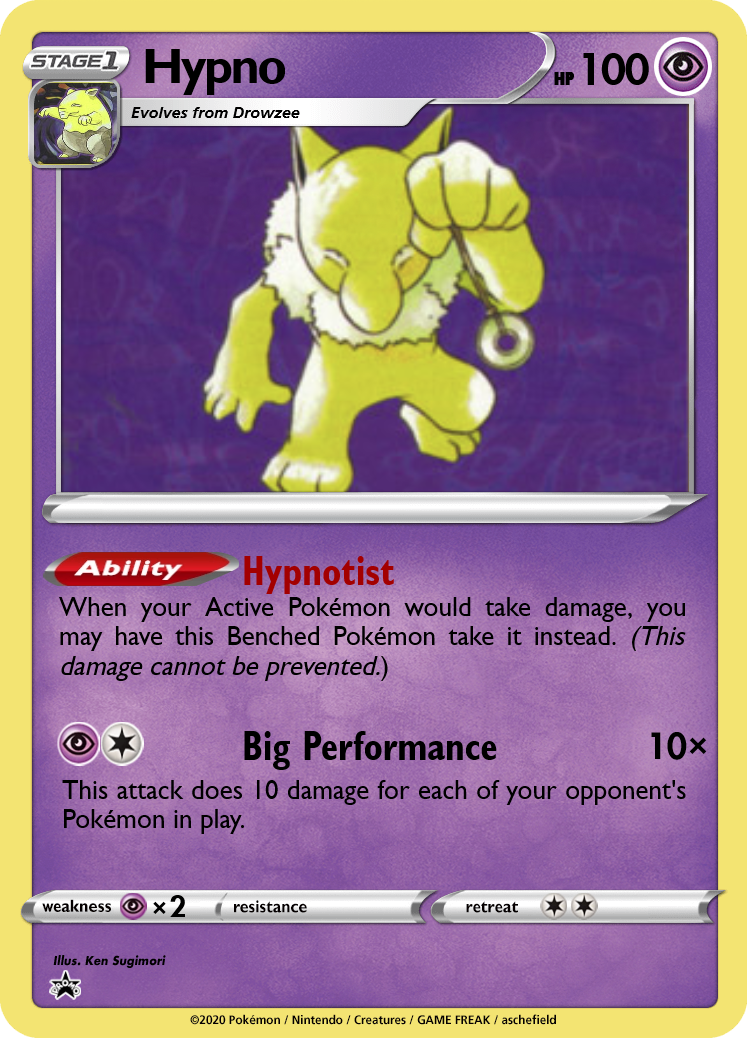 STAGE1
Hypno
HP 100
Evolves from Drowzee
Ability Hypnotist
When your Active Pokémon would take damage, you
may have this Benched Pokémon take it instead. (This
damage cannot be prevented.)
Big Performance 10×
This attack does 10 damage for each of your opponent's
Pokémon in play.
weakness ×2 resistance retreat
Illus. Ken Sugimori
PROMO
©2020 Pokémon / Nintendo / Creatures / GAME FREAK / aschefield